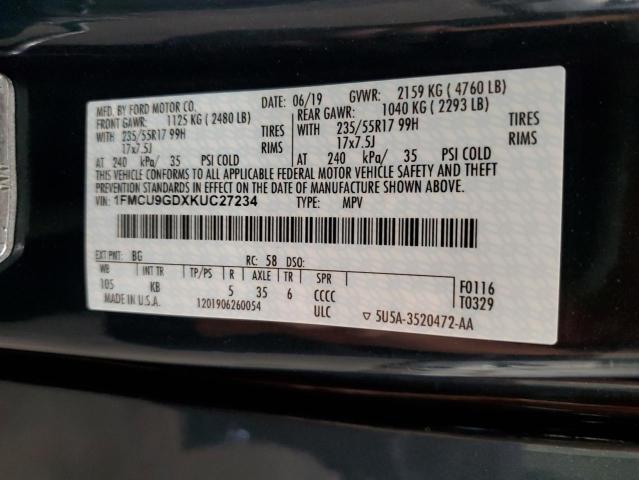 MFD. BY FORD MOTOR CO.
DATE: 06/19 GVWR: 2159 KG ( 4760 LB)
FRONT GAWR: 1125 KG ( 2480 LB)
REAR GAWR: 1040 KG ( 2293 LB)
WITH 235/55R17 99H TIRES
WITH 235/55R17 99H TIRES
17x7.5J RIMS
17x7.5J RIMS
AT 240 kPa/ 35 PSI COLD
AT 240 kPa/ 35 PSI COLD
THIS VEHICLE CONFORMS TO ALL APPLICABLE FEDERAL MOTOR VEHICLE SAFETY AND THEFT
PREVENTION STANDARDS IN EFFECT ON THE DATE OF MANUFACTURE SHOWN ABOVE.
VIN: 1FMCU9GDXKUC27234 TYPE: MPV
EXT PNT: BG RC: 58 DSO:
WB INT TR TP/PS R AXLE TR SPR
105 KB 5 35 6 CCCC
F0116
T0329
MADE IN U.S.A. 1201906260054 ULC ▽ 5U5A-3520472-AA